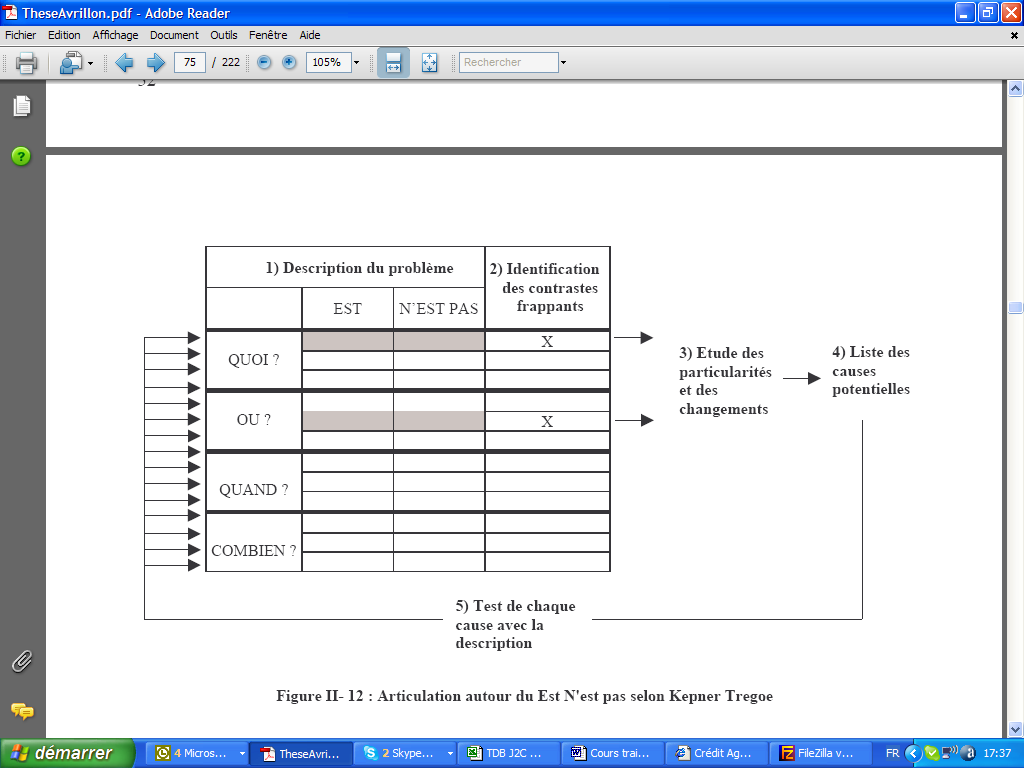 TheseAvrillon.pdf - Adobe Reader
Fichier Edition Affichage Document Outils Fenêtre Aide
75 / 222 105% Rechercher
1) Description du problème
2) Identification
des contrastes
frappants
EST N'EST PAS
QUOI ?
X
OU ?
X
QUAND ?
COMBIEN ?
3) Etude des
particularités
et des
changements
4) Liste des
causes
potentielles
5) Test de chaque
cause avec la
description
Figure II- 12 : Articulation autour du Est N'est pas selon Kepner Tregoe
démarrer 4 Micros... TheseAvri... 2 Skype... TDB J2C ... Cours trai... Crédit Ag... FileZilla v... FR 17:37